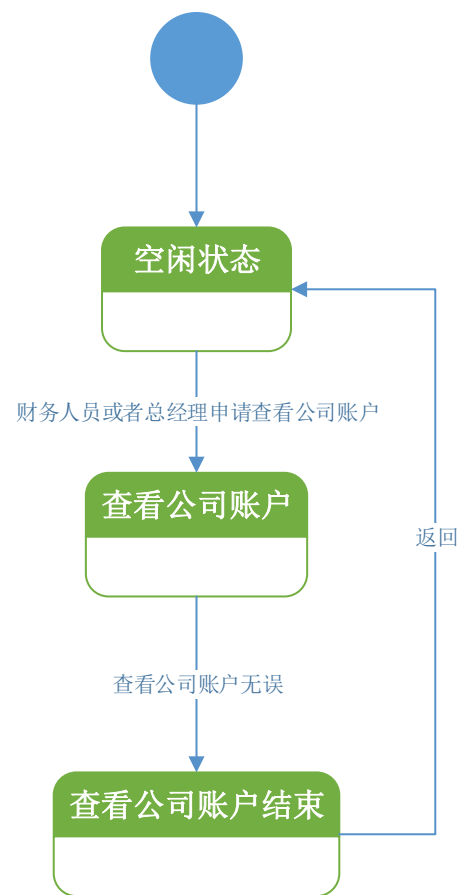 空闲状态
财务人员或者总经理申请查看公司账户
查看公司账户
返回
查看公司账户无误
查看公司账户结束